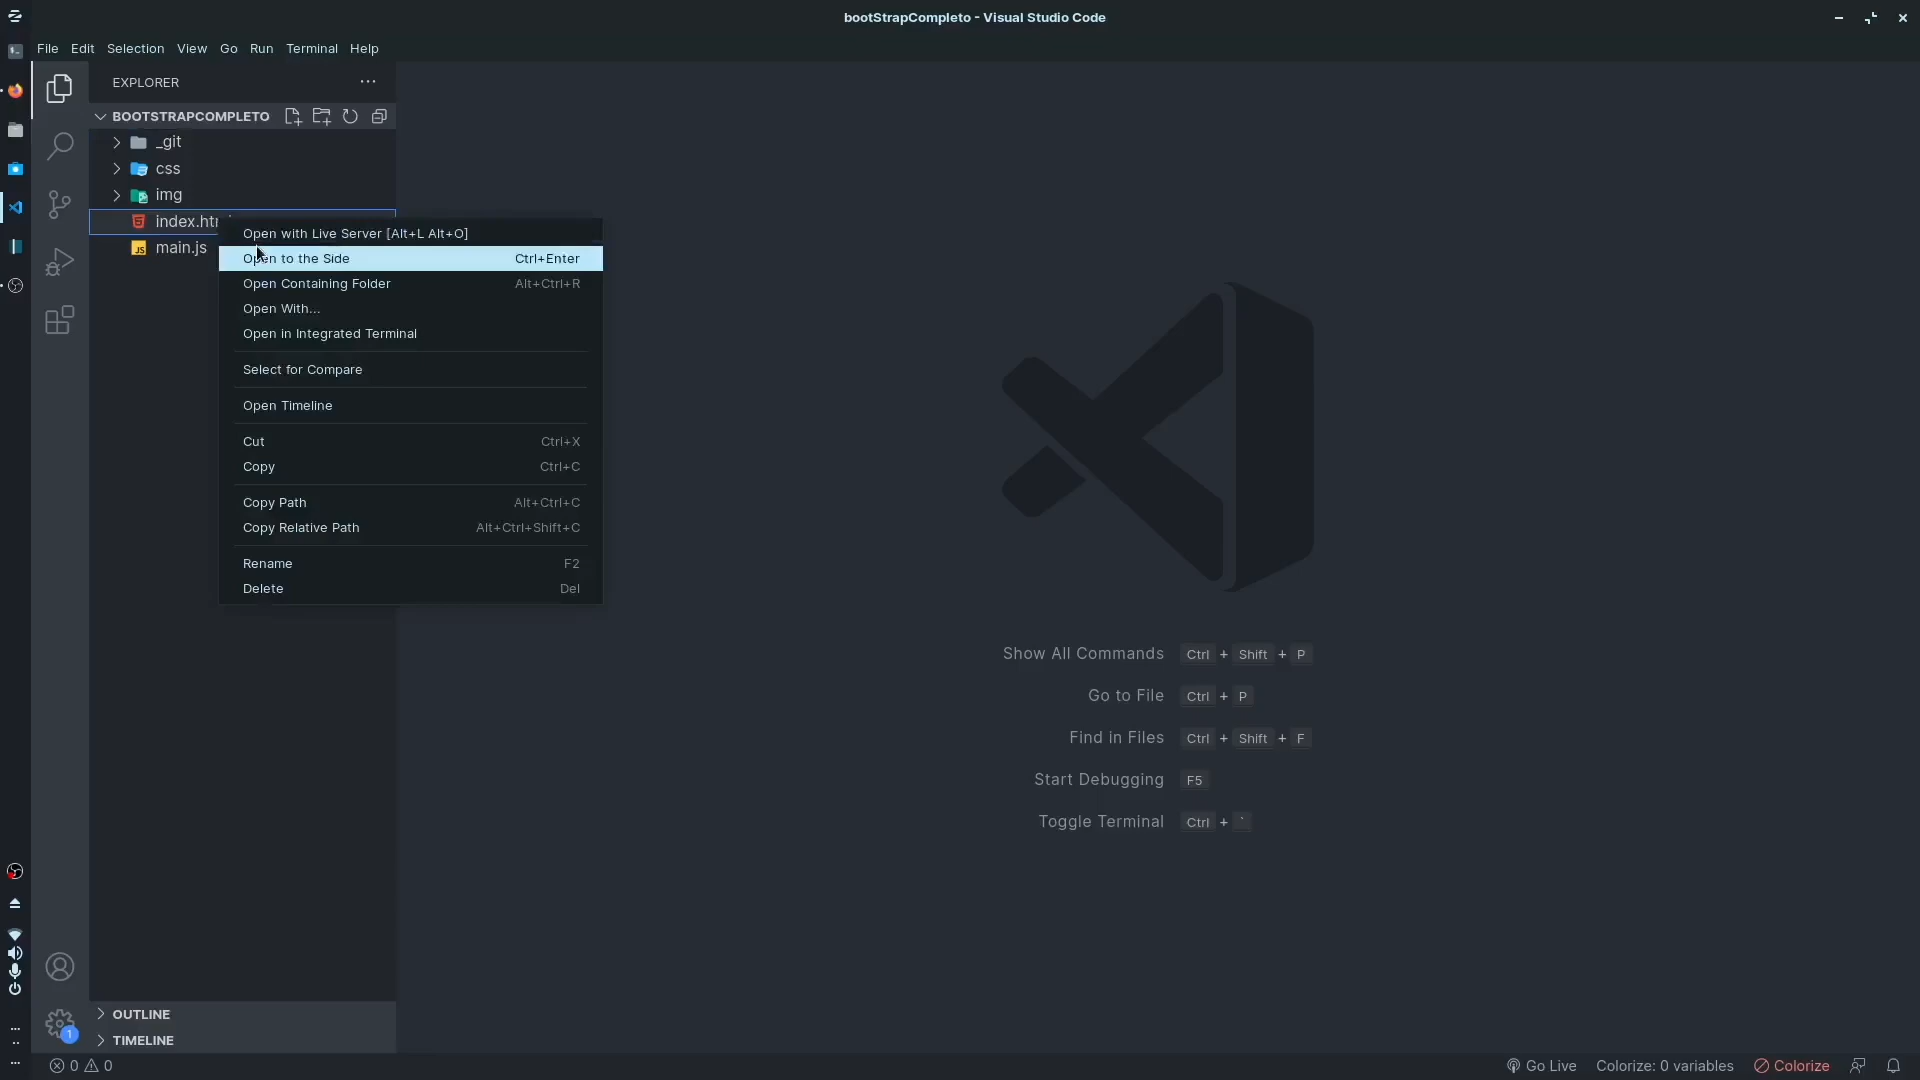 bootStrapCompleto - Visual Studio Code
File Edit Selection View Go Run Terminal Help
EXPLORER
BOOTSTRAPCOMPLETO
_git
css
img
index.htm
main.js
Open with Live Server [Alt+L Alt+O]
Open to the Side Ctrl+Enter
Open Containing Folder Alt+Ctrl+R
Open With...
Open in Integrated Terminal
Select for Compare
Open Timeline
Cut Ctrl+X
Copy Ctrl+C
Copy Path Alt+Ctrl+C
Copy Relative Path Alt+Ctrl+Shift+C
Rename F2
Delete Del
Show All Commands Ctrl + Shift + P
Go to File Ctrl + P
Find in Files Ctrl + Shift + F
Start Debugging F5
Toggle Terminal Ctrl + `
1
OUTLINE
TIMELINE
0 0 Go Live Colorize: 0 variables Colorize